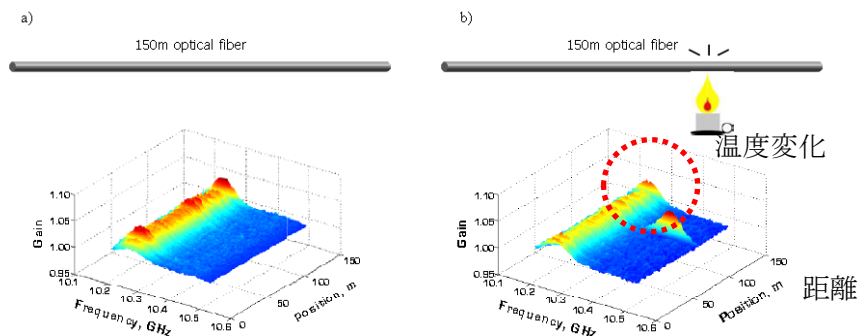 a)
150m optical fiber
1.10
1.05
1.00
0.95
Gain
10.1
10.2
10.3
10.4
10.5
10.6
Frequency, GHz
0
50
100
150
position, m
b)
150m optical fiber
温度変化
1.10
1.05
1.00
0.95
Gain
10.1
10.2
10.3
10.4
10.5
10.6
Frequency, GHz
0
50
100
150
Position, m
距離